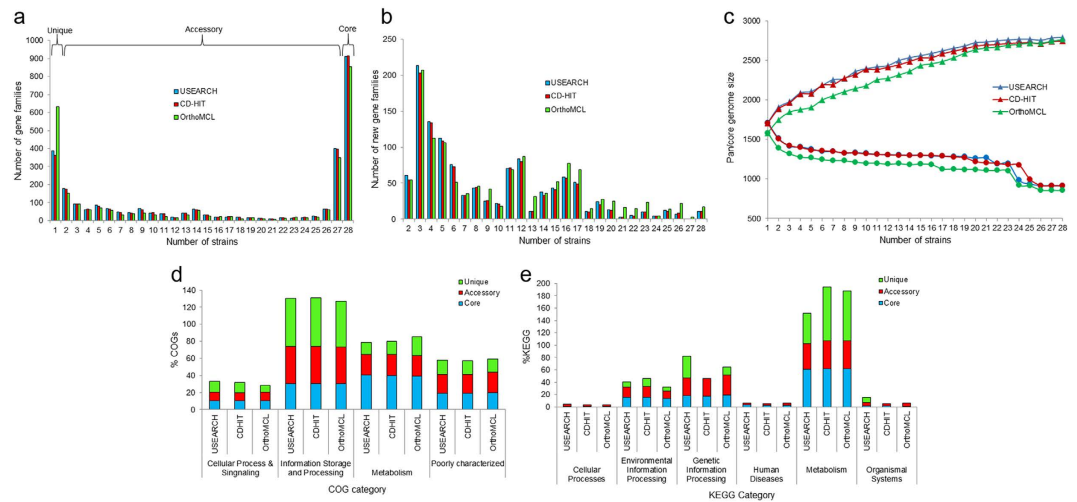 a
Unique
Accessory
Core
1000
900
800
700
600
500
400
300
200
100
0
Number of gene families
USEARCH
CD-HIT
OrthoMCL
1 2 3 4 5 6 7 8 9 10 11 12 13 14 15 16 17 18 19 20 21 22 23 24 25 26 27 28
Number of strains
b
250
200
150
100
50
0
Number of new gene families
USEARCH
CD-HIT
OrthoMCL
2 3 4 5 6 7 8 9 10 11 12 13 14 15 16 17 18 19 20 21 22 23 24 25 26 27 28
Number of strains
c
3000
2500
2000
1500
1000
500
Pan/core genome size
USEARCH
CD-HIT
OrthoMCL
1 2 3 4 5 6 7 8 9 10 11 12 13 14 15 16 17 18 19 20 21 22 23 24 25 26 27 28
Number of strains
d
140
120
100
80
60
40
20
0
% COGs
Unique
Accessory
Core
USEARCH CDHIT OrthoMCL USEARCH CDHIT OrthoMCL USEARCH CDHIT OrthoMCL USEARCH CDHIT OrthoMCL
Cellular Process & Singnaling
Information Storage and Processing
Metabolism
Poorly characterized
COG category
e
200
180
160
140
120
100
80
60
40
20
0
%KEGG
Unique
Accessory
Core
USEARCH CDHIT OrthoMCL USEARCH CDHIT OrthoMCL USEARCH CDHIT OrthoMCL USEARCH CDHIT OrthoMCL USEARCH CDHIT OrthoMCL USEARCH CDHIT OrthoMCL
Cellular Processes
Environmental Information Processing
Genetic Information Processing
Human Diseases
Metabolism
Organismal Systems
KEGG Category